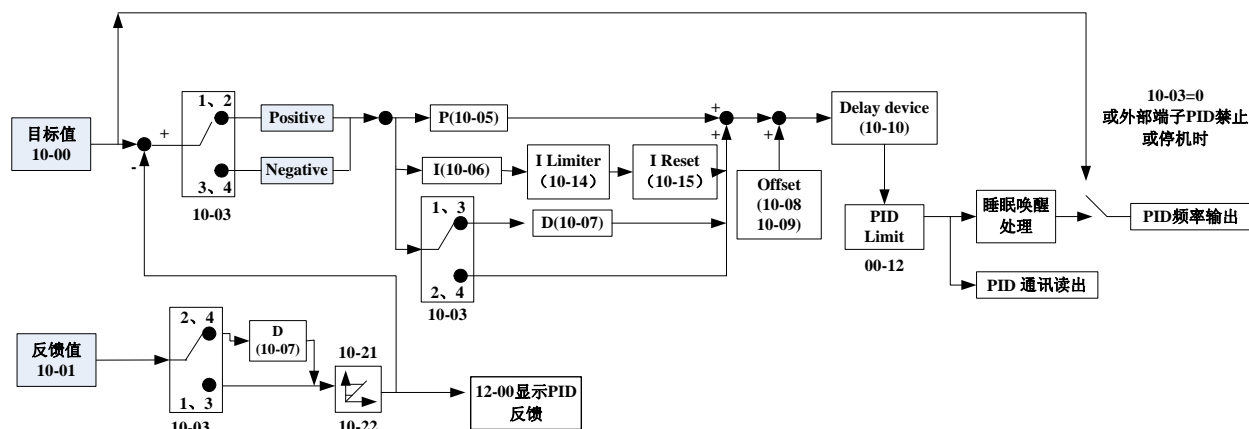 目标值
10-00
+
-
1、2
3、4
10-03
Positive
Negative
P(10-05)
I(10-06)
I Limiter
（10-14）
I Reset
（10-15）
1、3
2、4
10-03
D(10-07)
+
+
+
Offset
(10-08
10-09)
Delay device
(10-10)
PID
Limit
00-12
睡眠唤醒
处理
PID 通讯读出
10-03=0
或外部端子PID禁止
或停机时
PID频率输出
反馈值
10-01
2、4
1、3
10-03
D
(10-07)
10-21
10-22
12-00显示PID
反馈